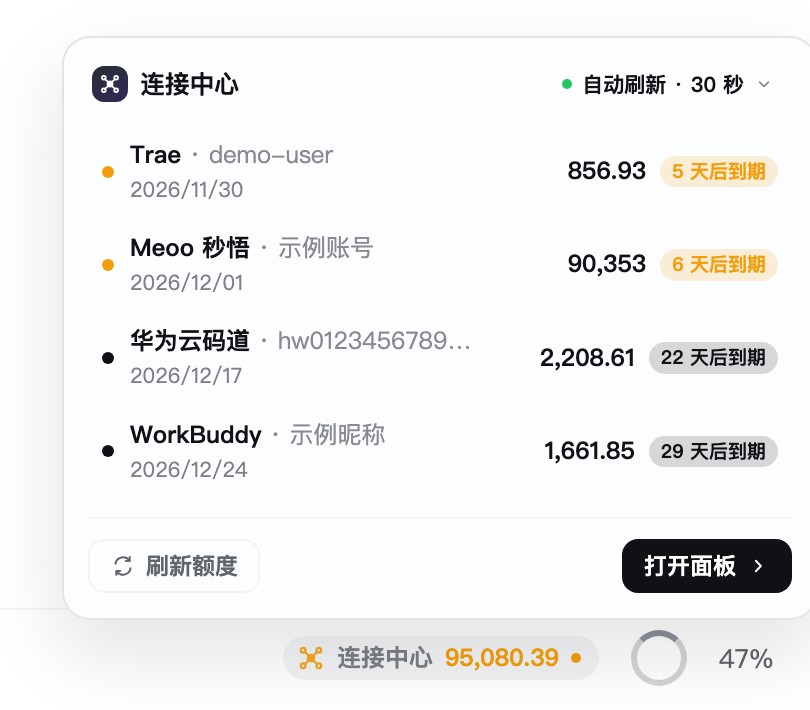 连接中心
自动刷新 · 30 秒
Trae · demo-user
2026/11/30
856.93
5 天后到期
Meoo 秒悟 · 示例账号
2026/12/01
90,353
6 天后到期
华为云码道 · hw0123456789...
2026/12/17
2,208.61
22 天后到期
WorkBuddy · 示例昵称
2026/12/24
1,661.85
29 天后到期
刷新额度
打开面板
连接中心 95,080.39
47%